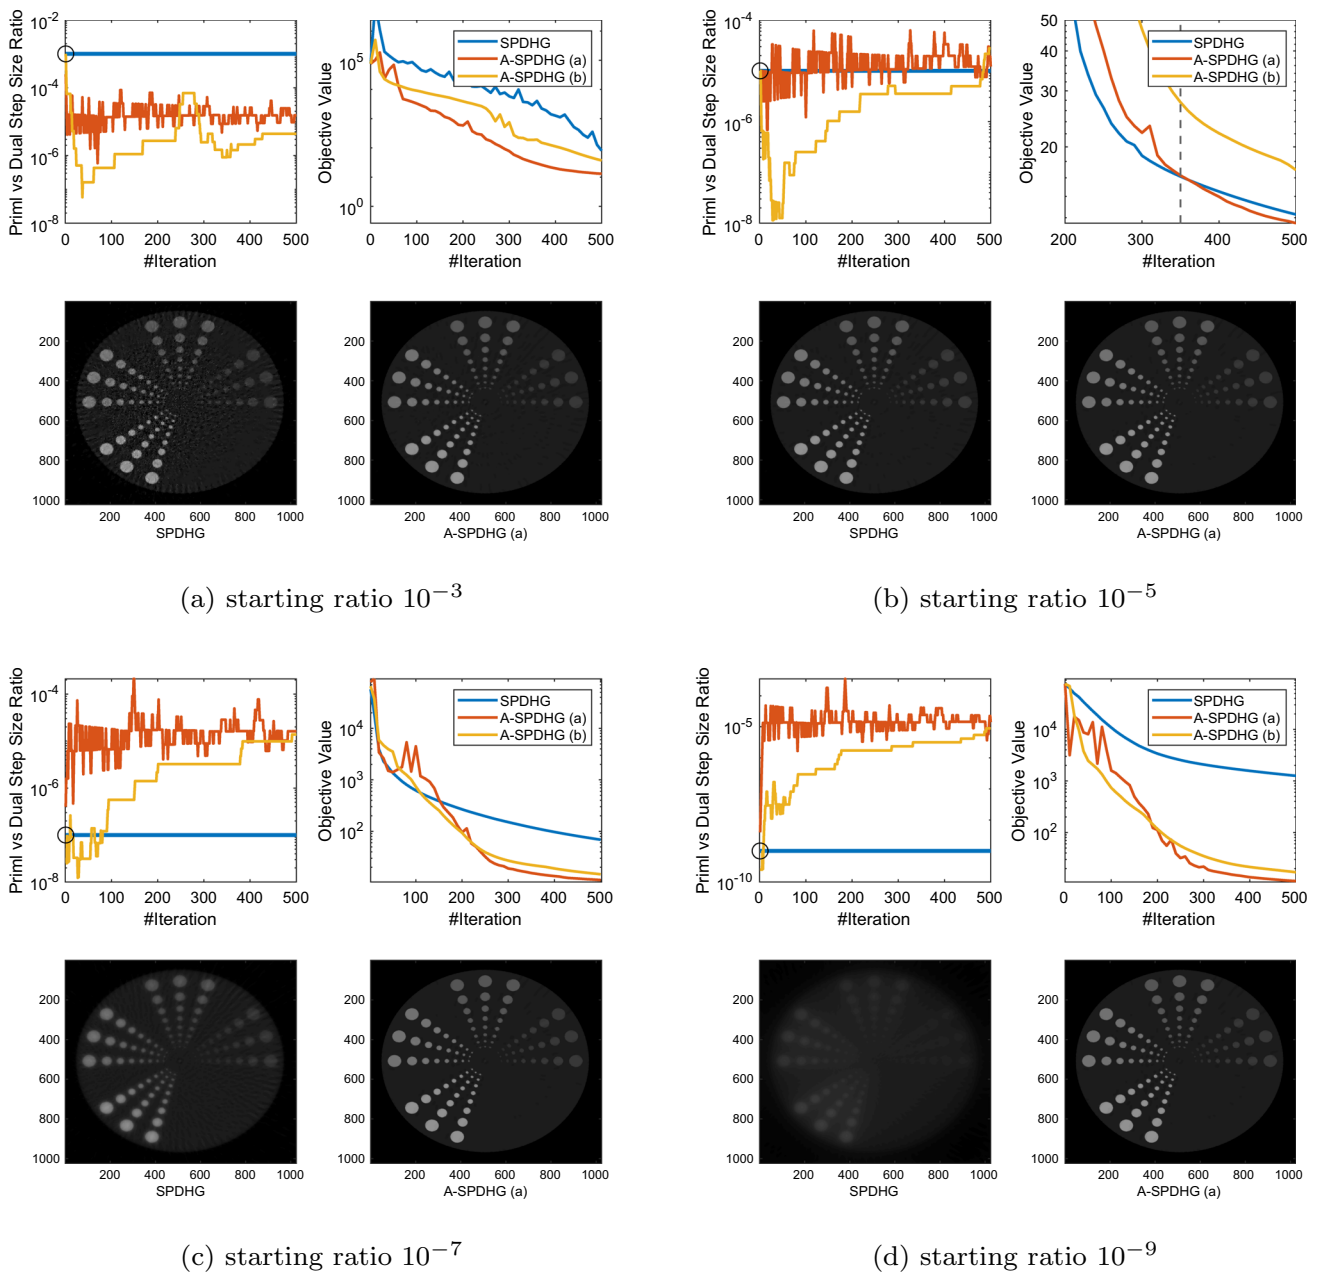 Priml vs Dual Step Size Ratio
10^-2
10^-4
10^-6
10^-8
0 100 200 300 400 500
#Iteration
Objective Value
10^5
10^0
SPDHG
A-SPDHG (a)
A-SPDHG (b)
0 100 200 300 400 500
#Iteration
200
400
600
800
1000
200 400 600 800 1000
SPDHG
200
400
600
800
1000
200 400 600 800 1000
A-SPDHG (a)
(a) starting ratio 10^-3
Priml vs Dual Step Size Ratio
10^-4
10^-6
10^-8
0 100 200 300 400 500
#Iteration
Objective Value
50
40
30
20
SPDHG
A-SPDHG (a)
A-SPDHG (b)
200 300 400 500
#Iteration
200
400
600
800
1000
200 400 600 800 1000
SPDHG
200
400
600
800
1000
200 400 600 800 1000
A-SPDHG (a)
(b) starting ratio 10^-5
Priml vs Dual Step Size Ratio
10^-4
10^-6
10^-8
0 100 200 300 400 500
#Iteration
Objective Value
10^4
10^3
10^2
SPDHG
A-SPDHG (a)
A-SPDHG (b)
0 100 200 300 400 500
#Iteration
200
400
600
800
1000
200 400 600 800 1000
SPDHG
200
400
600
800
1000
200 400 600 800 1000
A-SPDHG (a)
(c) starting ratio 10^-7
Priml vs Dual Step Size Ratio
10^-5
10^-10
0 100 200 300 400 500
#Iteration
Objective Value
10^4
10^3
10^2
SPDHG
A-SPDHG (a)
A-SPDHG (b)
0 100 200 300 400 500
#Iteration
200
400
600
800
1000
200 400 600 800 1000
SPDHG
200
400
600
800
1000
200 400 600 800 1000
A-SPDHG (a)
(d) starting ratio 10^-9